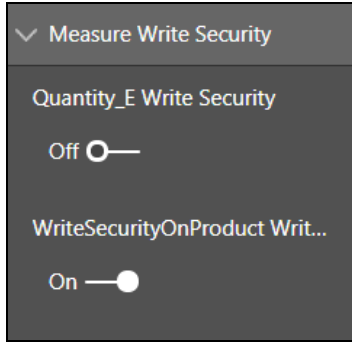 Measure Write Security
Quantity_E Write Security
Off
WriteSecurityOnProduct Writ...
On